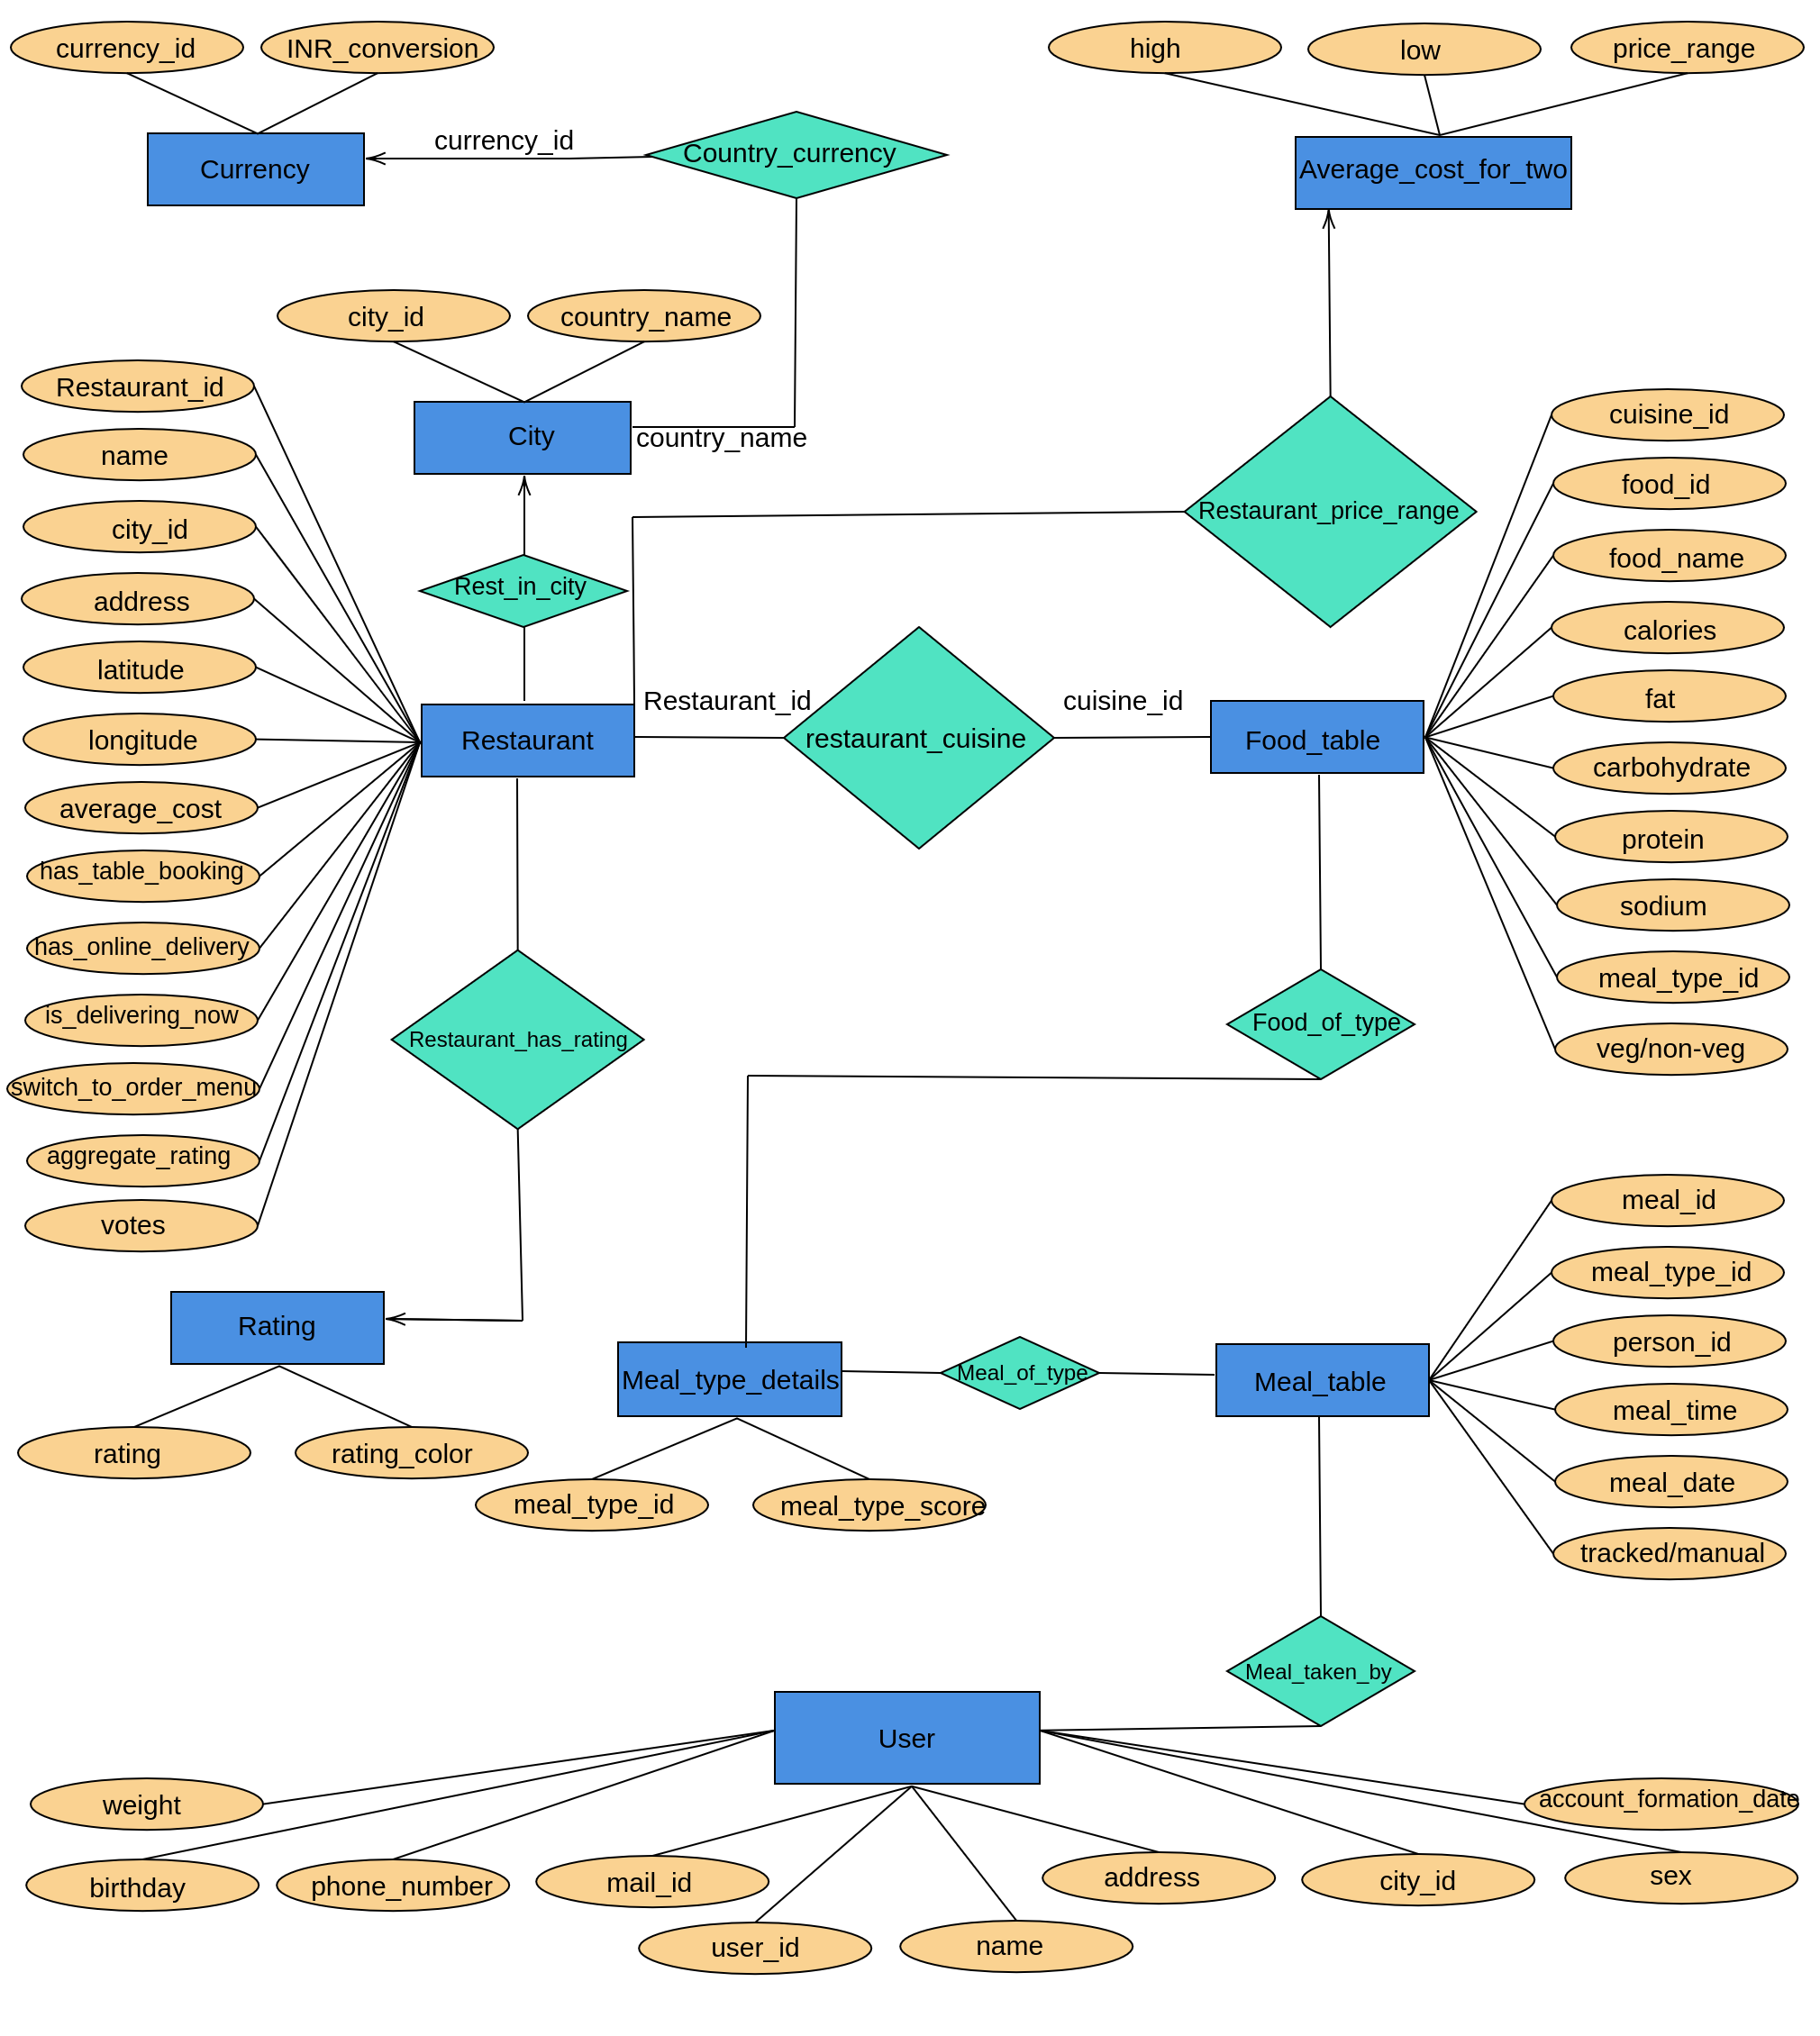 currency_id
INR_conversion
high
low
price_range
currency_id
Country_currency
Currency
Average_cost_for_two
city_id
country_name
Restaurant_id
cuisine_id
City
country_name
name
food_id
Restaurant_price_range
city_id
food_name
Rest_in_city
address
calories
latitude
Restaurant_id
cuisine_id
fat
longitude
Restaurant
restaurant_cuisine
Food_table
carbohydrate
average_cost
protein
has_table_booking
sodium
has_online_delivery
meal_type_id
is_delivering_now
Food_of_type
Restaurant_has_rating
veg/non-veg
switch_to_order_menu
aggregate_rating
votes
meal_id
meal_type_id
Rating
person_id
Meal_type_details
Meal_of_type
Meal_table
meal_time
rating
rating_color
meal_type_id
meal_type_score
meal_date
tracked/manual
Meal_taken_by
User
weight
account_formation_date
birthday
phone_number
mail_id
address
city_id
sex
user_id
name